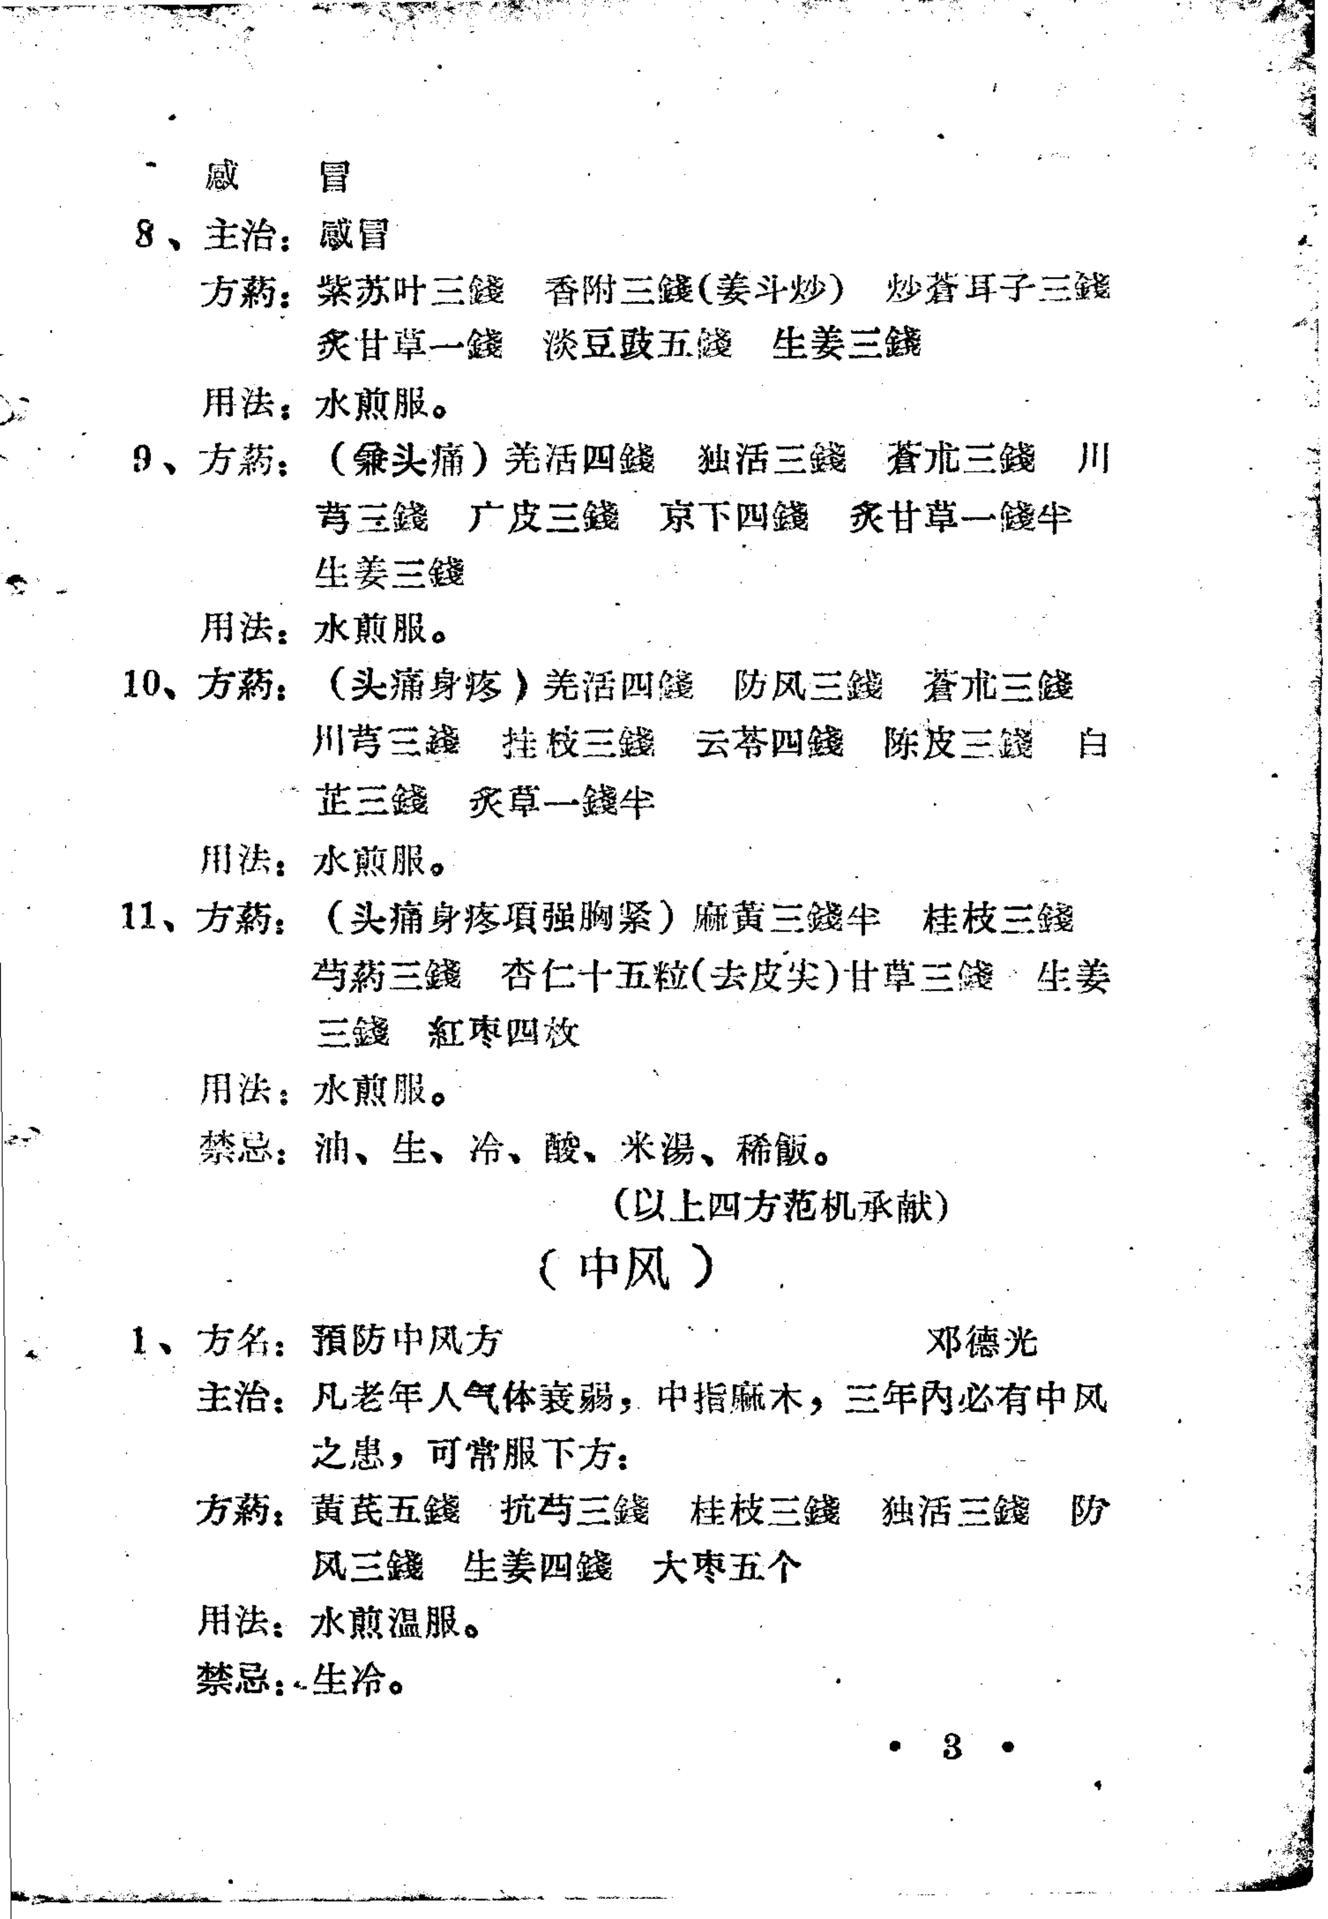 感　冒
8、主治：感冒
方葯：紫苏叶三錢　香附三錢(姜斗炒)　炒蒼耳子三錢
炙甘草一錢　淡豆豉五錢　生姜三錢
用法：水煎服。
9、方葯：（兼头痛）羌活四錢　独活三錢　蒼朮三錢　川
芎三錢　广皮三錢　京下四錢　炙甘草一錢半
生姜三錢
用法：水煎服。
10、方葯：（头痛身疼）羌活四錢　防风三錢　蒼朮三錢
川芎三錢　桂枝三錢　云苓四錢　陈皮三錢　白
芷三錢　炙草一錢半
用法：水煎服。
11、方葯：（头痛身疼項强胸紧）麻黃三錢半　桂枝三錢
芍葯三錢　杏仁十五粒(去皮尖)甘草三錢　生姜
三錢　紅枣四枚
用法：水煎服。
禁忌：油、生、冷、酸、米湯、稀飯。
(以上四方范机承献)
（中风）
1、方名：預防中风方　邓德光
主治：凡老年人气体衰弱，中指麻木，三年內必有中风
之患，可常服下方：
方葯：黃芪五錢　抗芍三錢　桂枝三錢　独活三錢　防
风三錢　生姜四錢　大枣五个
用法：水煎温服。
禁忌：生冷。
• 3 •